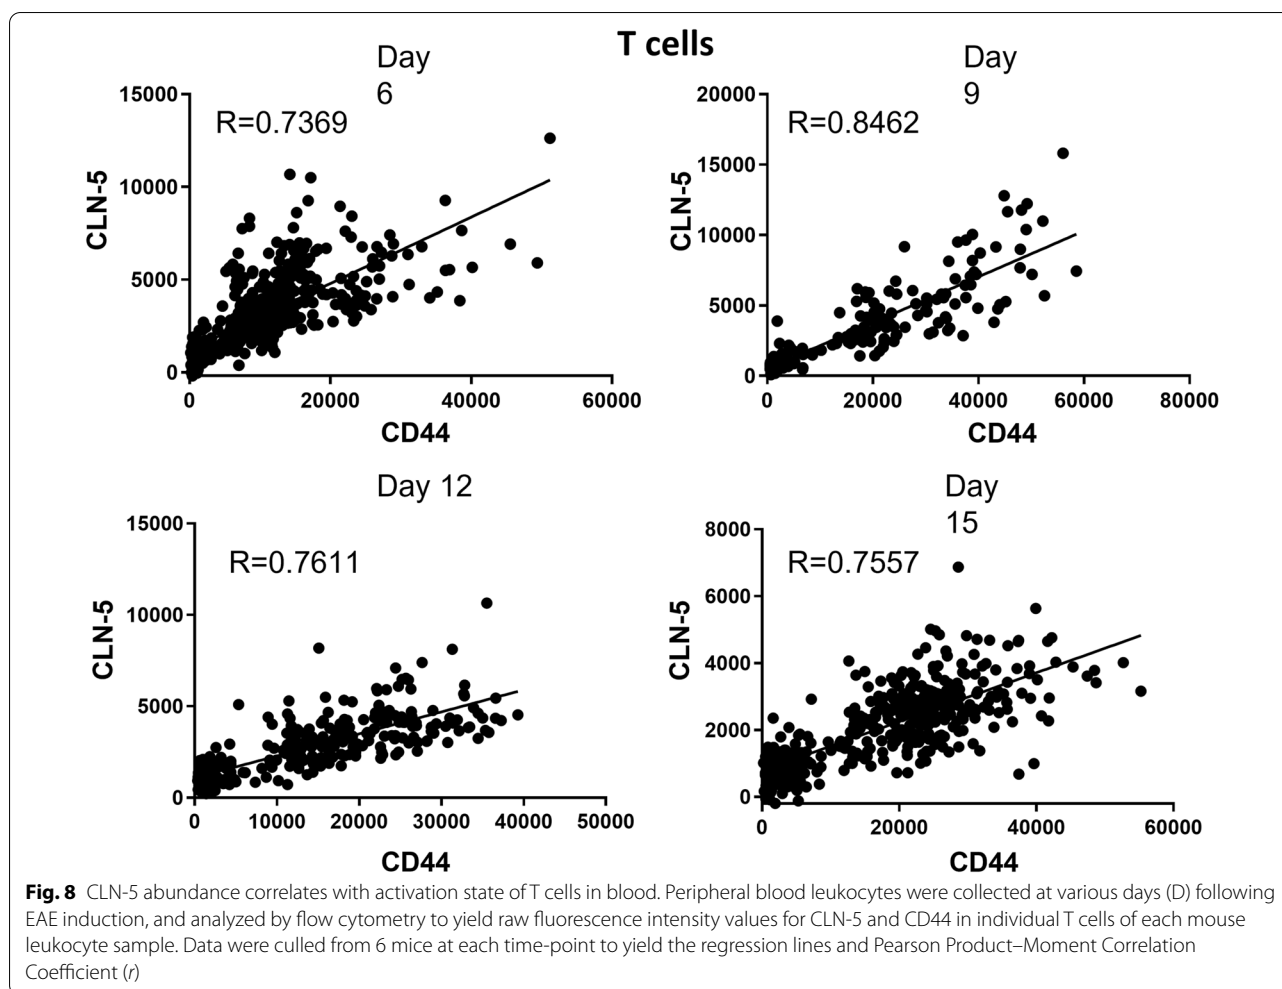 T cells
Day
6
15000
R=0.7369
10000
CLN-5
5000
0
0 20000 40000 60000
CD44
Day
9
20000
R=0.8462
15000
CLN-5
10000
5000
0
0 20000 40000 60000 80000
CD44
Day 12
15000
R=0.7611
10000
CLN-5
5000
0
0 10000 20000 30000 40000 50000
CD44
Day
15
8000
R=0.7557
6000
CLN-5
4000
2000
0
0 20000 40000 60000
CD44
Fig. 8 CLN-5 abundance correlates with activation state of T cells in blood. Peripheral blood leukocytes were collected at various days (D) following
EAE induction, and analyzed by flow cytometry to yield raw fluorescence intensity values for CLN-5 and CD44 in individual T cells of each mouse
leukocyte sample. Data were culled from 6 mice at each time-point to yield the regression lines and Pearson Product–Moment Correlation
Coefficient (r)